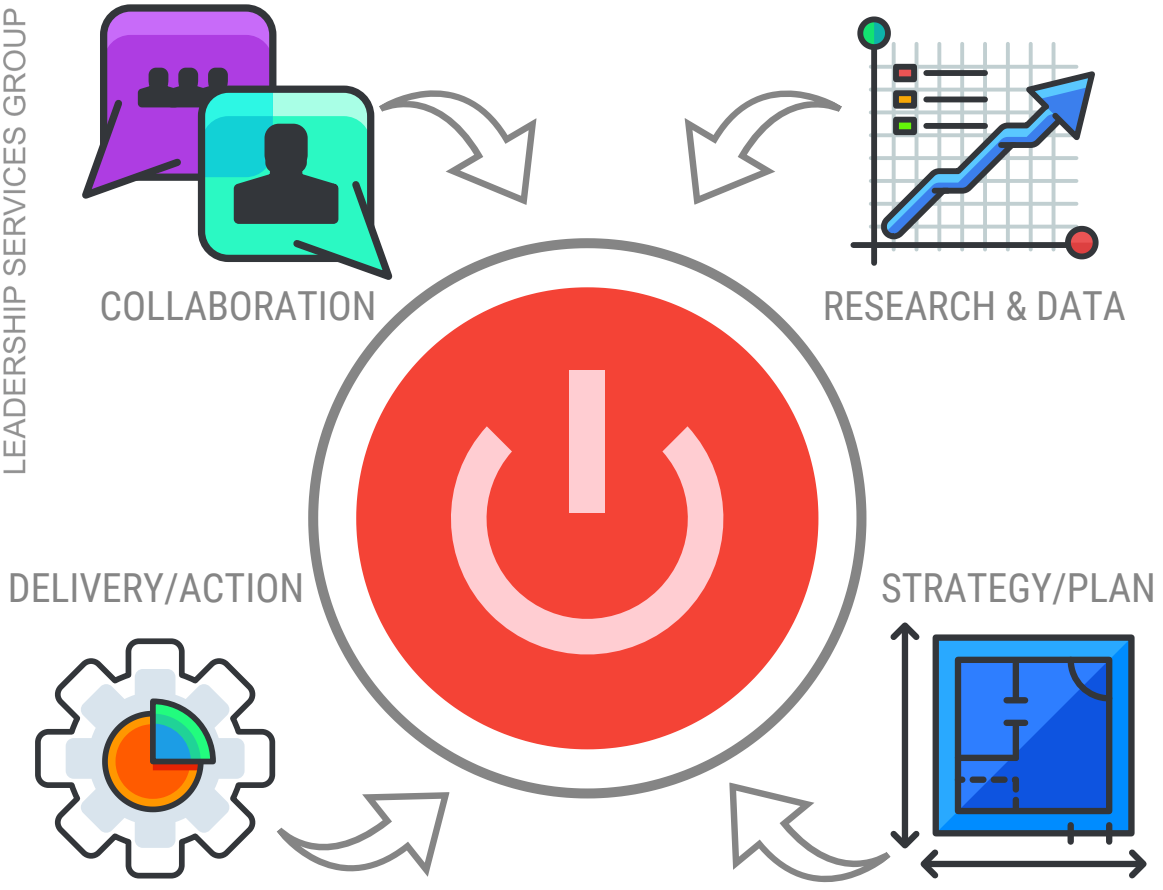 LEADERSHIP SERVICES GROUP
COLLABORATION
RESEARCH & DATA
DELIVERY/ACTION
STRATEGY/PLAN